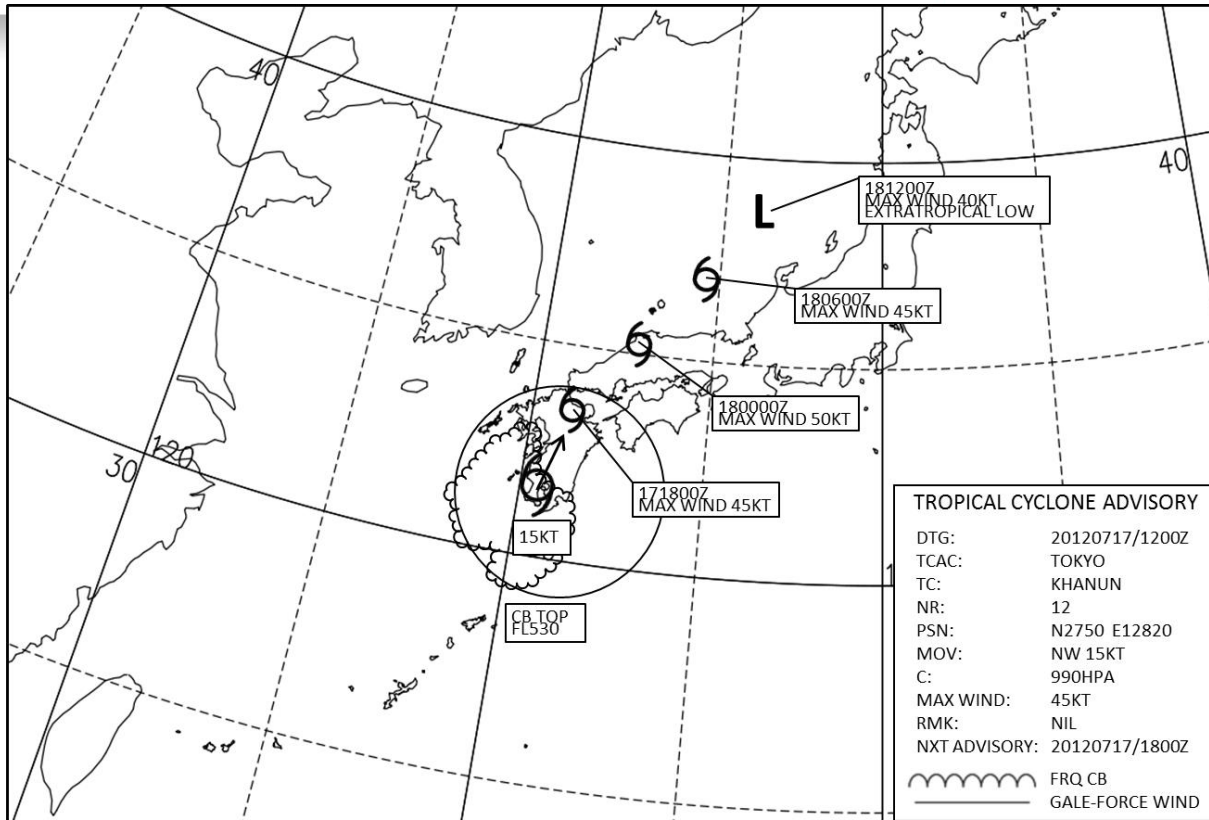 40
40
181200Z
MAX WIND 40KT
EXTRATROPICAL LOW
L
180600Z
MAX WIND 45KT
180000Z
MAX WIND 50KT
120
30
171800Z
MAX WIND 45KT
15KT
CB TOP
FL530
1
TROPICAL CYCLONE ADVISORY
DTG: 20120717/1200Z
TCAC: TOKYO
TC: KHANUN
NR: 12
PSN: N2750 E12820
MOV: NW 15KT
C: 990HPA
MAX WIND: 45KT
RMK: NIL
NXT ADVISORY: 20120717/1800Z
FRQ CB
GALE-FORCE WIND